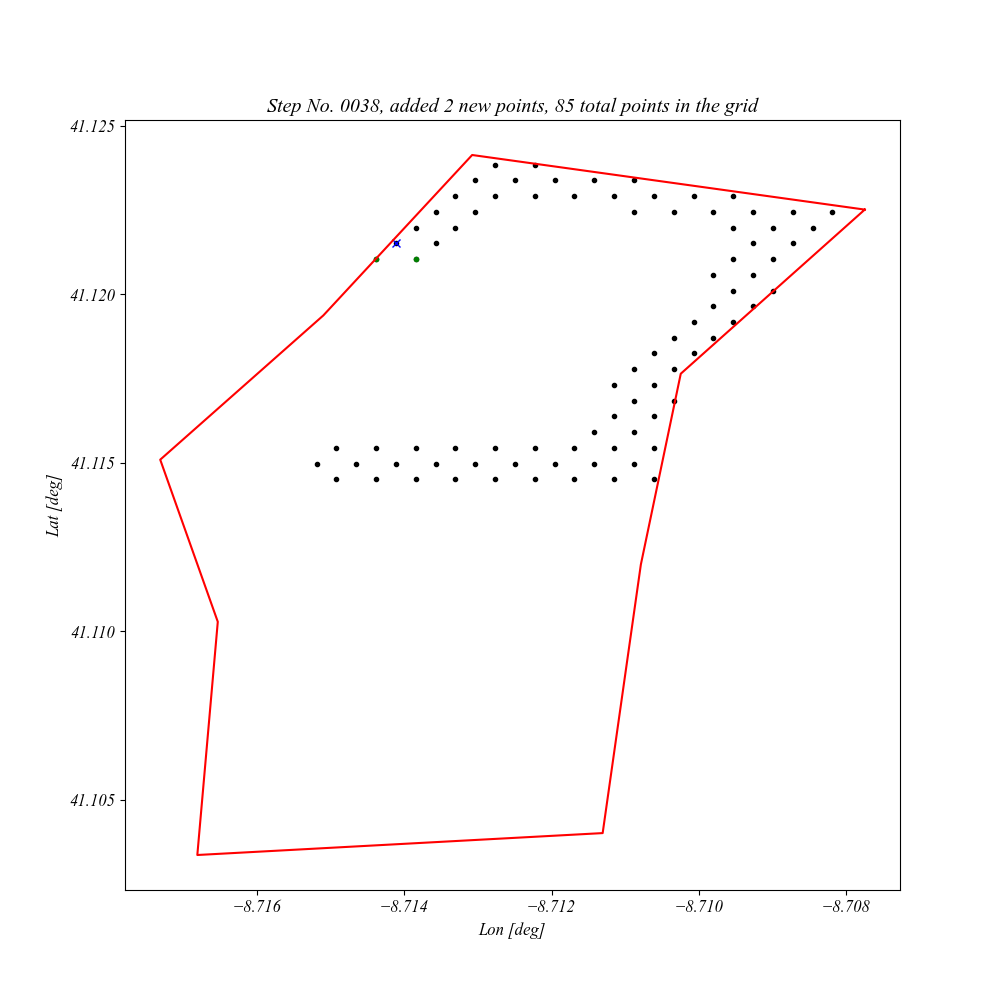 Step No. 0038, added 2 new points, 85 total points in the grid
41.125
41.120
41.115
41.110
41.105
Lat [deg]
−8.716 −8.714 −8.712 −8.710 −8.708
Lon [deg]